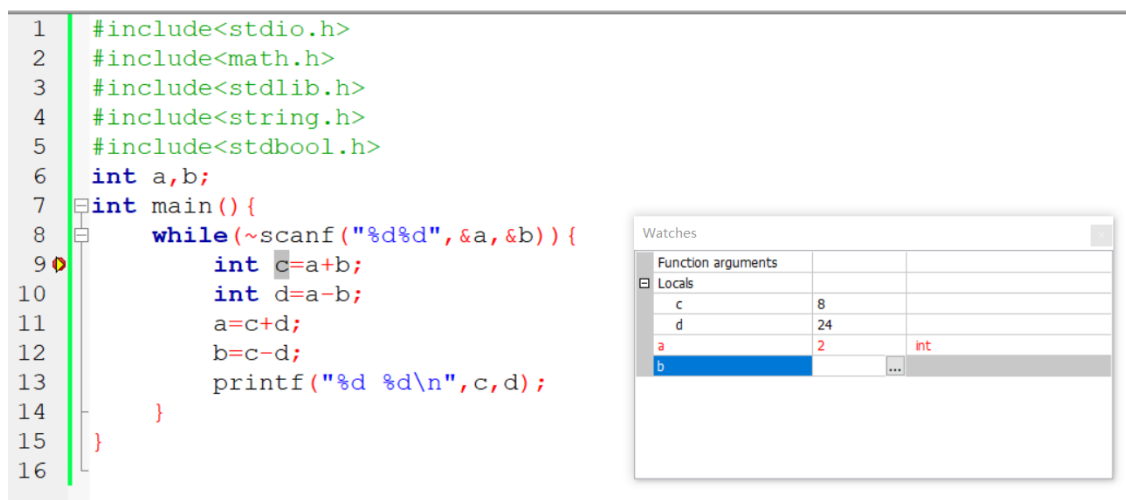 1 #include<stdio.h>
2 #include<math.h>
3 #include<stdlib.h>
4 #include<string.h>
5 #include<stdbool.h>
6 int a,b;
7 int main(){
8 while(~scanf("%d%d",&a,&b)){
9 int c=a+b;
10 int d=a-b;
11 a=c+d;
12 b=c-d;
13 printf("%d %d\n",c,d);
14 }
15 }
16
Watches
Function arguments
Locals
c 8
d 24
a 2 int
b ...